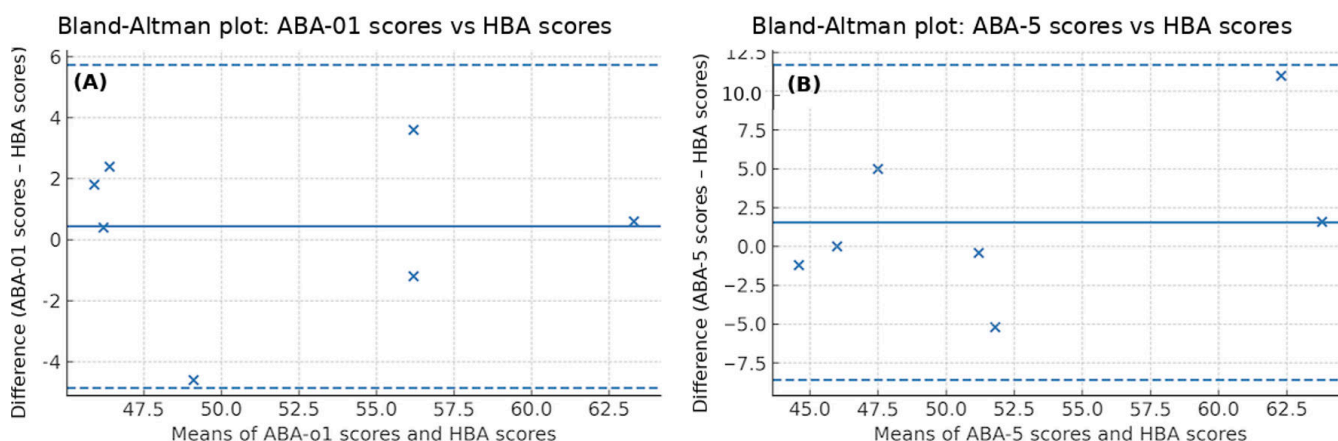 Bland-Altman plot: ABA-01 scores vs HBA scores
(A)
Difference (ABA-01 scores – HBA scores)
6
4
2
0
-2
-4
47.5 50.0 52.5 55.0 57.5 60.0 62.5
Means of ABA-o1 scores and HBA scores
Bland-Altman plot: ABA-5 scores vs HBA scores
(B)
Difference (ABA-5 scores – HBA scores)
12.5
10.0
7.5
5.0
2.5
0.0
−2.5
−5.0
−7.5
45.0 47.5 50.0 52.5 55.0 57.5 60.0 62.5
Means of ABA-5 scores and HBA scores